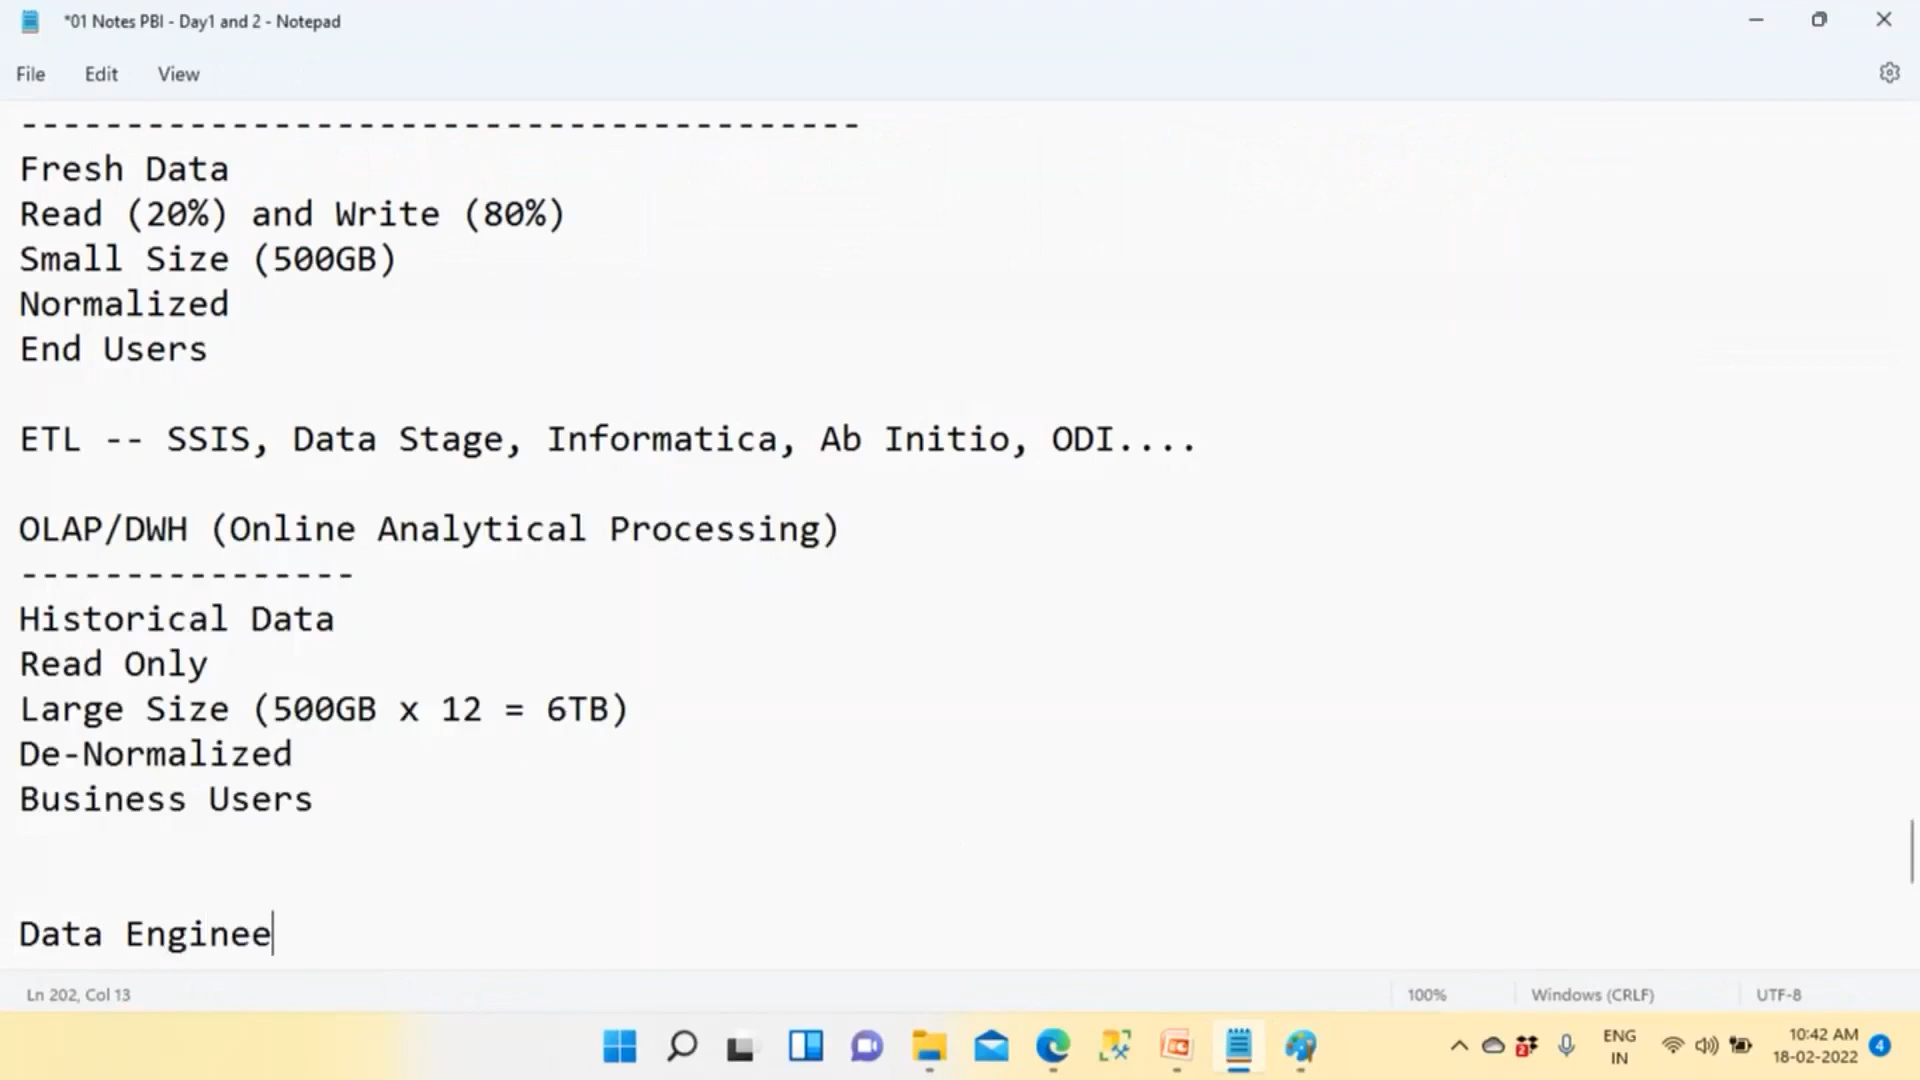 *01 Notes PBI - Day1 and 2 - Notepad
File Edit View
----------------------------------------
Fresh Data
Read (20%) and Write (80%)
Small Size (500GB)
Normalized
End Users
ETL -- SSIS, Data Stage, Informatica, Ab Initio, ODI....
OLAP/DWH (Online Analytical Processing)
----------------
Historical Data
Read Only
Large Size (500GB x 12 = 6TB)
De-Normalized
Business Users
Data Enginee
Ln 202, Col 13 100% Windows (CRLF) UTF-8
ENG 10:42 AM
IN 18-02-2022 4
2